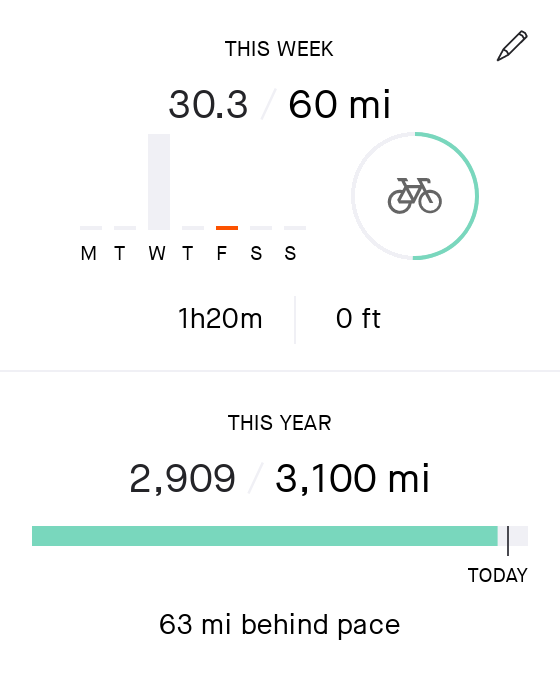 THIS WEEK
30.3 / 60 mi
M T W T F S S
1h20m 0 ft
THIS YEAR
2,909 / 3,100 mi
TODAY
63 mi behind pace